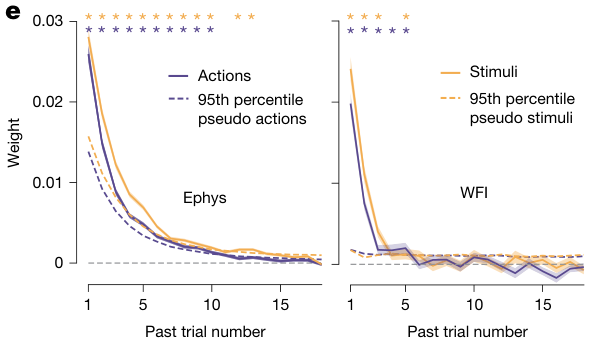 e
* * * * * * * * * * * *
* * * * * * * * * *
0.03
0.02
0.01
0
Weight
Actions
95th percentile
pseudo actions
Ephys
1
5
10
15
Past trial number
* * * *
* * * * *
Stimuli
95th percentile
pseudo stimuli
WFI
1
5
10
15
Past trial number